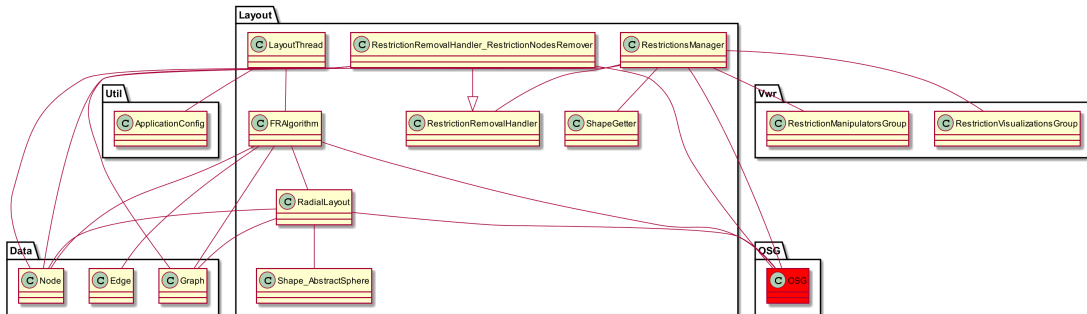 Layout
C LayoutThread
C RestrictionRemovalHandler_RestrictionNodesRemover
C RestrictionsManager
Util
C ApplicationConfig
C FRAlgorithm
C RestrictionRemovalHandler
C ShapeGetter
Vwr
C RestrictionManipulatorsGroup
C RestrictionVisualizationsGroup
C RadialLayout
Data
C Node
C Edge
C Graph
C Shape_AbstractSphere
OSG
C OSG